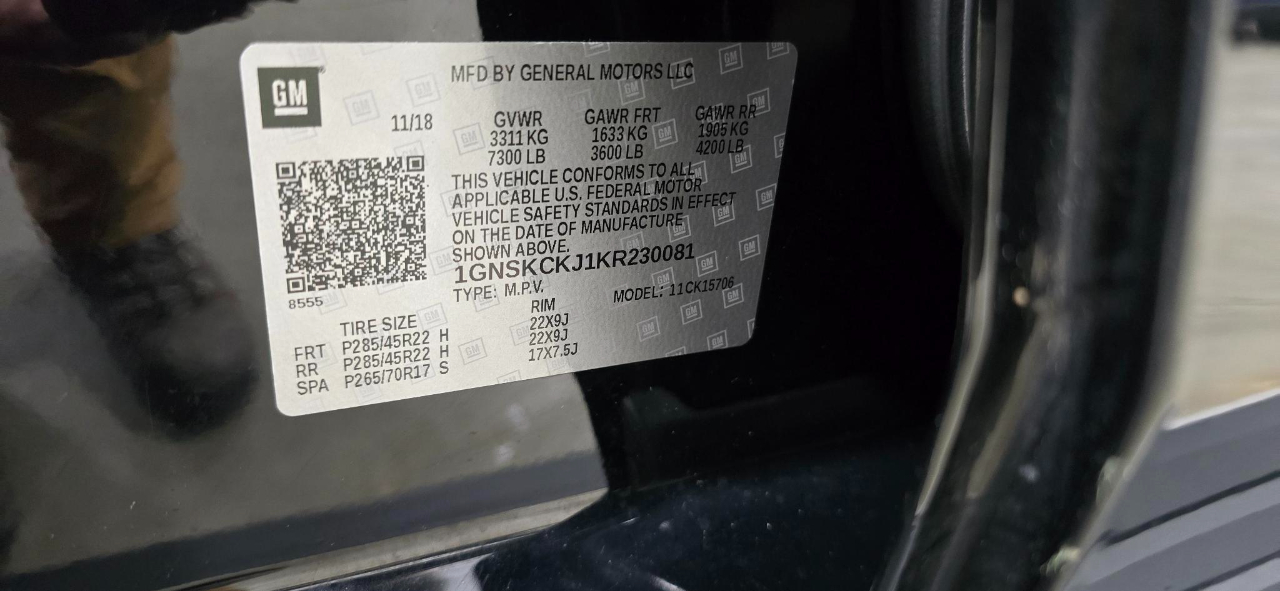 GM
MFD BY GENERAL MOTORS LLC
11/18
GVWR GAWR FRT GAWR RR
3311 KG 1633 KG 1905 KG
7300 LB 3600 LB 4200 LB
THIS VEHICLE CONFORMS TO ALL
APPLICABLE U.S. FEDERAL MOTOR
VEHICLE SAFETY STANDARDS IN EFFECT
ON THE DATE OF MANUFACTURE
SHOWN ABOVE.
1GNSKCKJ1KR230081
TYPE: M.P.V. MODEL: 11CK15706
8555
TIRE SIZE RIM
FRT P285/45R22 H 22X9J
RR P285/45R22 H 22X9J
SPA P265/70R17 S 17X7.5J